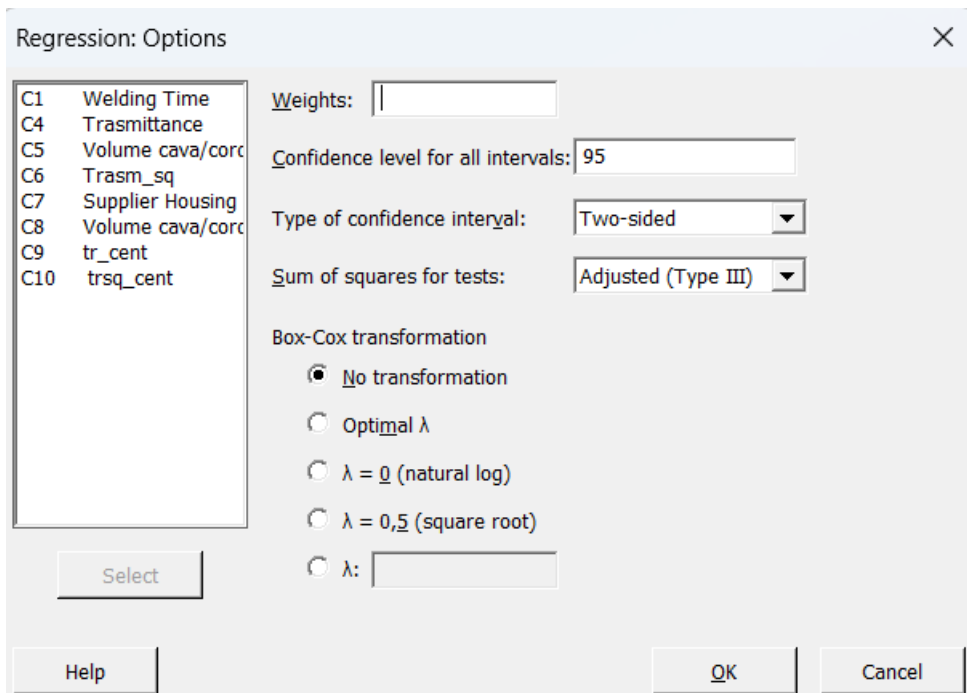 Regression: Options
C1 Welding Time
C4 Trasmittance
C5 Volume cava/corc
C6 Trasm_sq
C7 Supplier Housing
C8 Volume cava/corc
C9 tr_cent
C10 trsq_cent
Weights:
Confidence level for all intervals: 95
Type of confidence interval: Two-sided
Sum of squares for tests: Adjusted (Type III)
Box-Cox transformation
No transformation
Optimal λ
λ = 0 (natural log)
λ = 0,5 (square root)
λ:
Select
Help
OK
Cancel